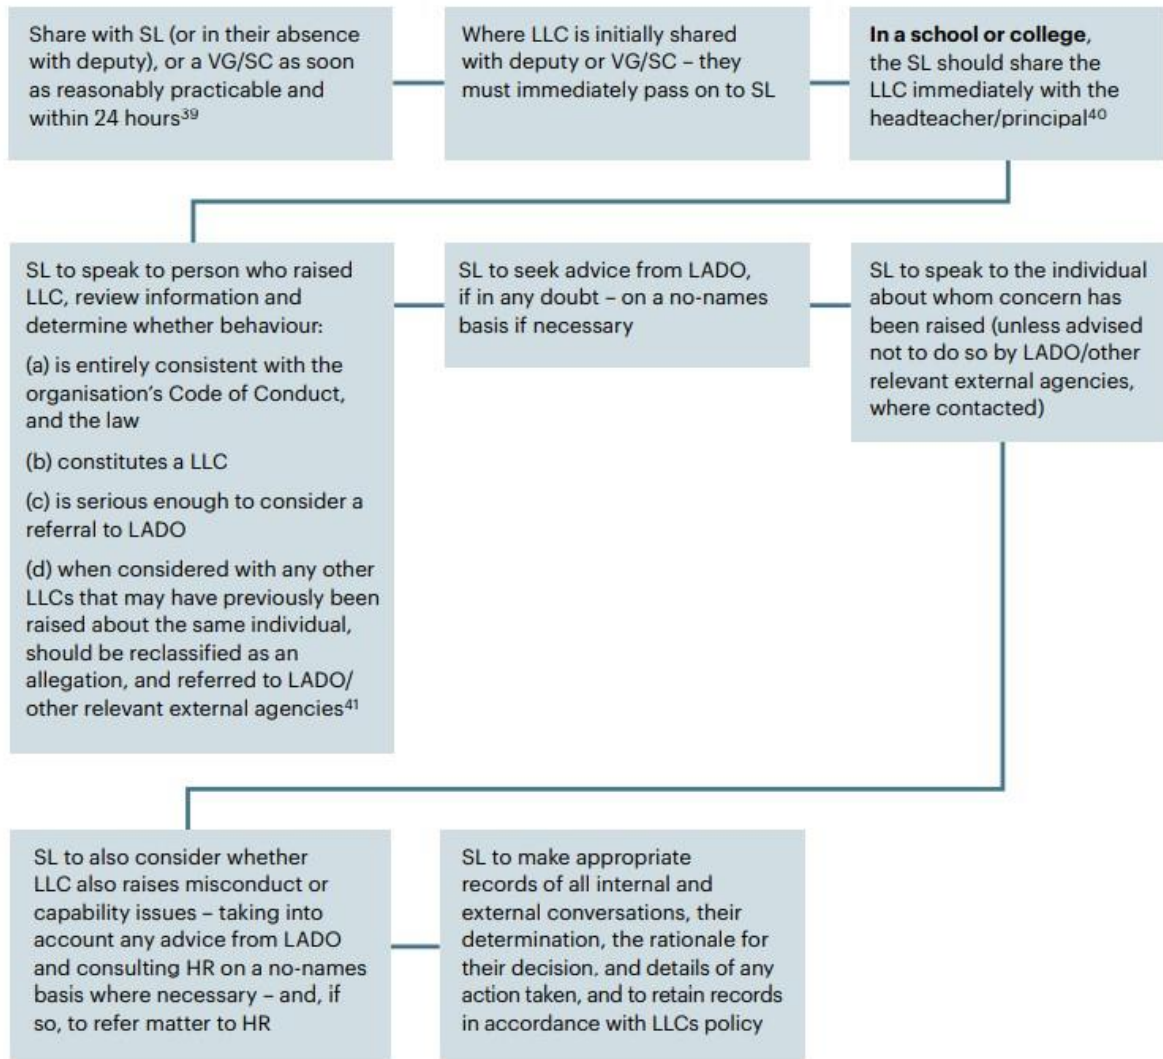 Share with SL (or in their absence
with deputy), or a VG/SC as soon
as reasonably practicable and
within 24 hours³⁹
Where LLC is initially shared
with deputy or VG/SC – they
must immediately pass on to SL
In a school or college,
the SL should share the
LLC immediately with the
headteacher/principal⁴⁰
SL to speak to person who raised
LLC, review information and
determine whether behaviour:
(a) is entirely consistent with the
organisation’s Code of Conduct,
and the law
(b) constitutes a LLC
(c) is serious enough to consider a
referral to LADO
(d) when considered with any other
LLCs that may have previously been
raised about the same individual,
should be reclassified as an
allegation, and referred to LADO/
other relevant external agencies⁴¹
SL to seek advice from LADO,
if in any doubt – on a no-names
basis if necessary
SL to speak to the individual
about whom concern has
been raised (unless advised
not to do so by LADO/other
relevant external agencies,
where contacted)
SL to also consider whether
LLC also raises misconduct or
capability issues – taking into
account any advice from LADO
and consulting HR on a no-names
basis where necessary – and, if
so, to refer matter to HR
SL to make appropriate
records of all internal and
external conversations, their
determination, the rationale for
their decision, and details of any
action taken, and to retain records
in accordance with LLCs policy